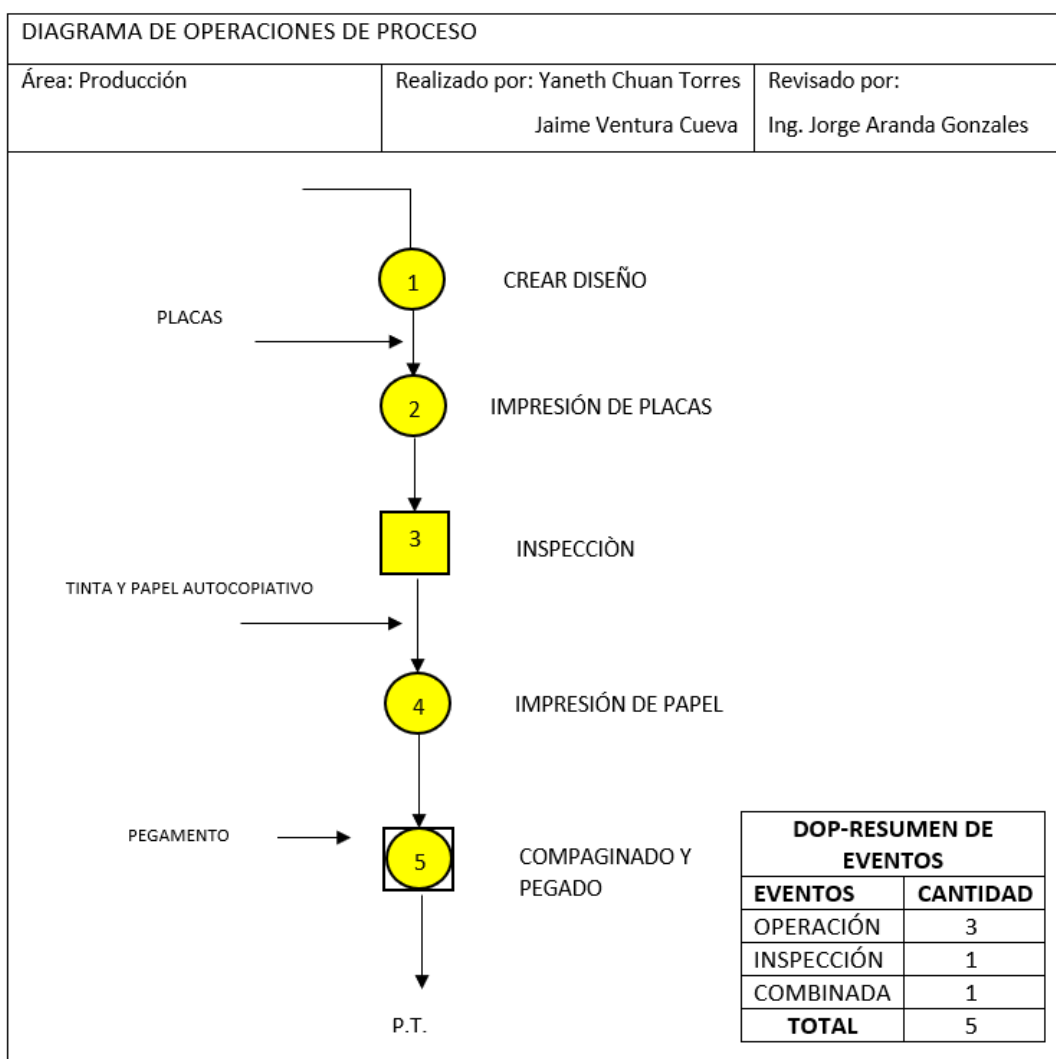 DIAGRAMA DE OPERACIONES DE PROCESO
Área: Producción
Realizado por: Yaneth Chuan Torres
Jaime Ventura Cueva
Revisado por:
Ing. Jorge Aranda Gonzales
1
CREAR DISEÑO
PLACAS
2
IMPRESIÓN DE PLACAS
3
INSPECCIÒN
TINTA Y PAPEL AUTOCOPIATIVO
4
IMPRESIÓN DE PAPEL
PEGAMENTO
5
COMPAGINADO Y
PEGADO
P.T.
DOP-RESUMEN DE
EVENTOS
EVENTOS CANTIDAD
OPERACIÓN 3
INSPECCIÓN 1
COMBINADA 1
TOTAL 5